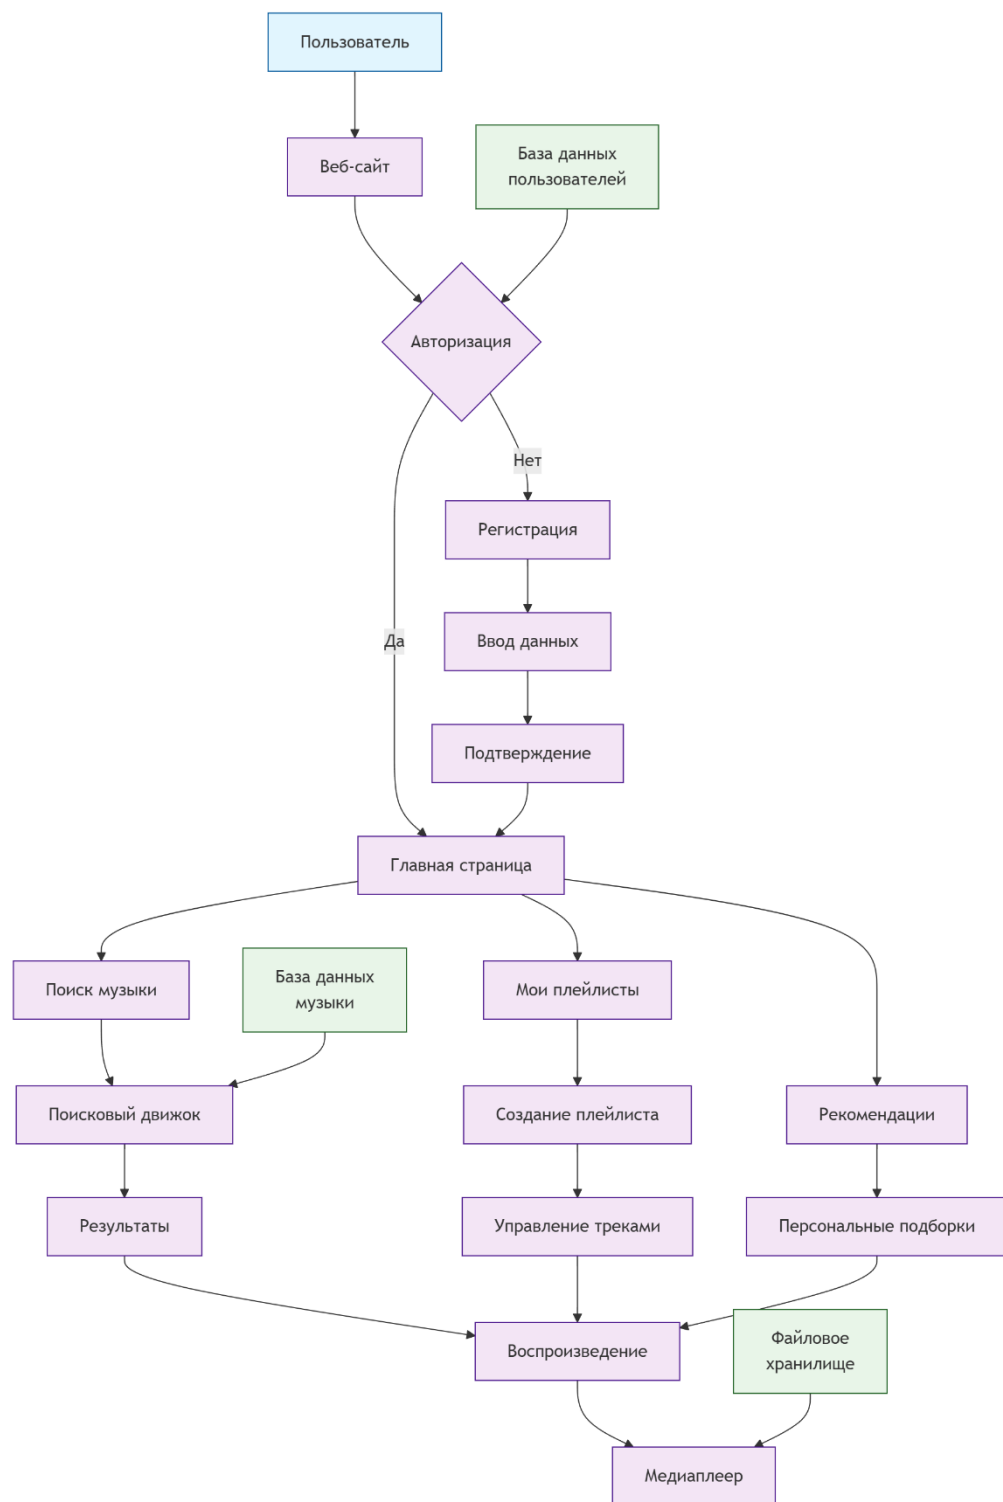 Пользователь
Веб-сайт
База данных
пользователей
Авторизация
Нет
Регистрация
Да
Ввод данных
Подтверждение
Главная страница
Поиск музыки
База данных
музыки
Мои плейлисты
Поисковый движок
Создание плейлиста
Рекомендации
Результаты
Управление треками
Персональные подборки
Воспроизведение
Файловое
хранилище
Медиаплеер